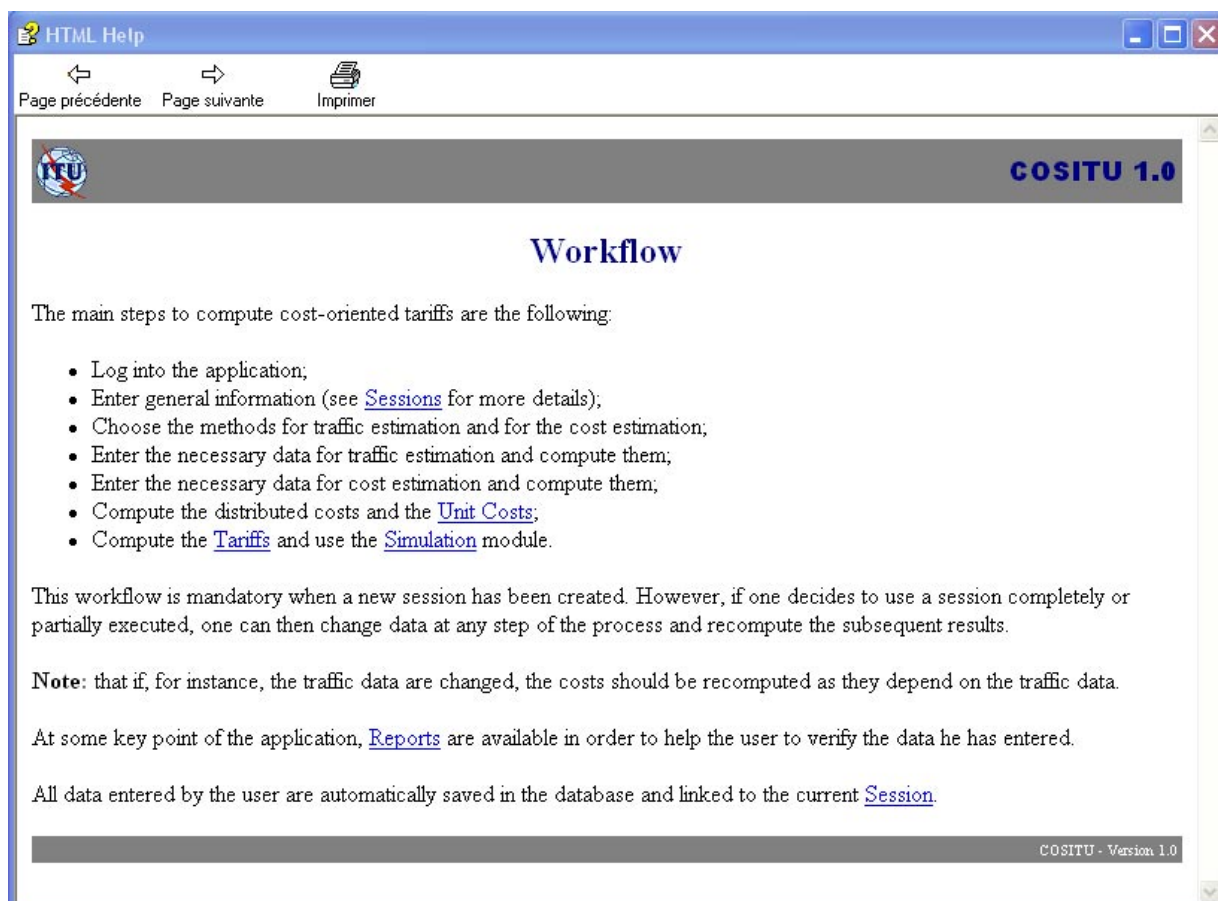 HTML Help
Page précédente Page suivante Imprimer
ITU COSITU 1.0
Workflow
The main steps to compute cost-oriented tariffs are the following:
• Log into the application;
• Enter general information (see Sessions for more details);
• Choose the methods for traffic estimation and for the cost estimation;
• Enter the necessary data for traffic estimation and compute them;
• Enter the necessary data for cost estimation and compute them;
• Compute the distributed costs and the Unit Costs;
• Compute the Tariffs and use the Simulation module.
This workflow is mandatory when a new session has been created. However, if one decides to use a session completely or
partially executed, one can then change data at any step of the process and recompute the subsequent results.
Note: that if, for instance, the traffic data are changed, the costs should be recomputed as they depend on the traffic data.
At some key point of the application, Reports are available in order to help the user to verify the data he has entered.
All data entered by the user are automatically saved in the database and linked to the current Session.
COSITU - Version 1.0